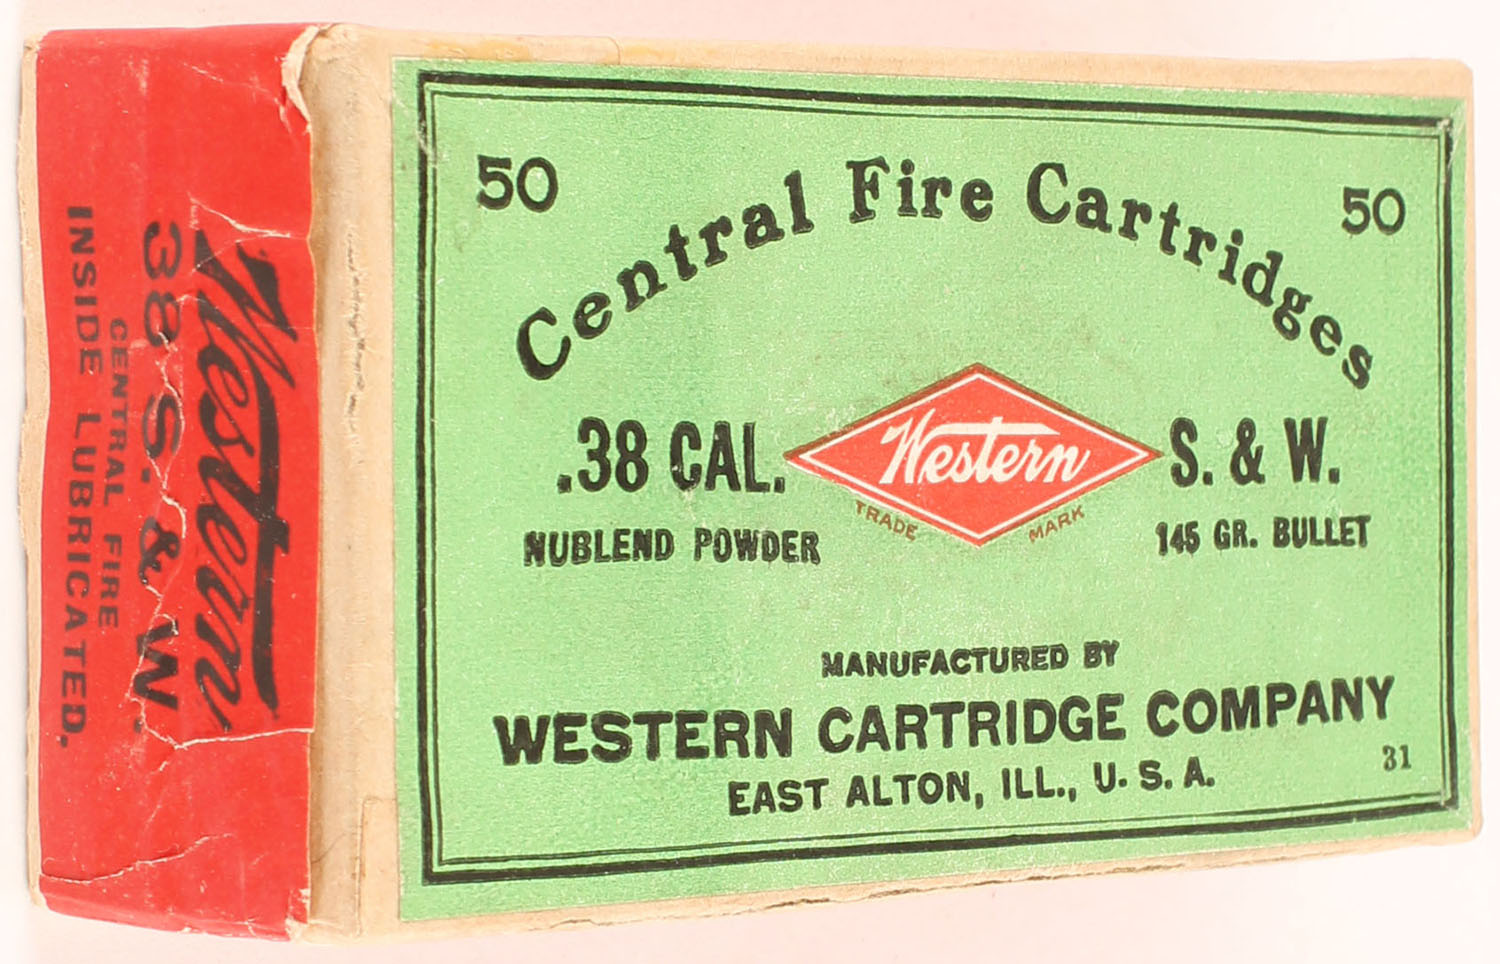 50
50
Central Fire Cartridges
.38 CAL.
Western
S. & W.
TRADE
MARK
NUBLEND POWDER
145 GR. BULLET
MANUFACTURED BY
WESTERN CARTRIDGE COMPANY
EAST ALTON, ILL., U. S. A.
31
Western
38 S. & W.
CENTRAL FIRE
INSIDE LUBRICATED.